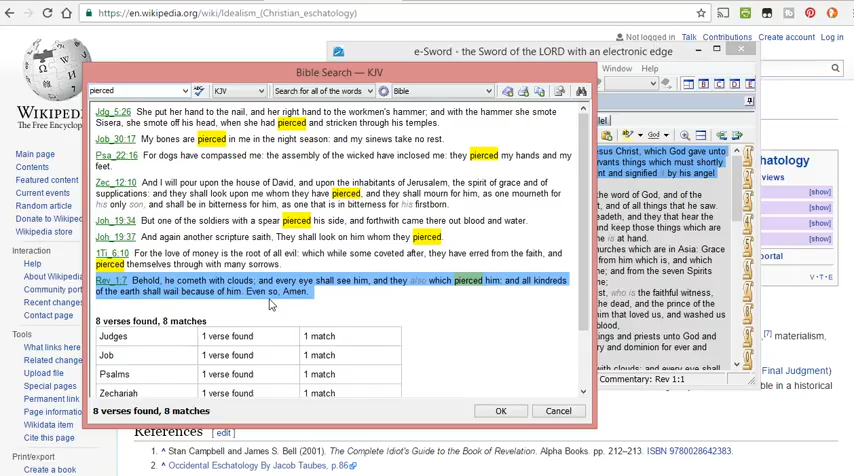 https://en.wikipedia.org/wiki/Idealism_(Christian_eschatology)
Not logged in Talk Contributions Create account Log in
e-Sword - the Sword of the LORD with an electronic edge
Window Help
Bible Search — KJV
pierced KJV Search for all of the words Bible
Jdg_5:26 She put her hand to the nail, and her right hand to the workmen's hammer; and with the hammer she smote
Sisera, she smote off his head, when she had pierced and stricken through his temples.
Job_30:17 My bones are pierced in me in the night season: and my sinews take no rest.
Psa_22:16 For dogs have compassed me: the assembly of the wicked have inclosed me: they pierced my hands and my
feet.
Zec_12:10 And I will pour upon the house of David, and upon the inhabitants of Jerusalem, the spirit of grace and of
supplications: and they shall look upon me whom they have pierced, and they shall mourn for him, as one mourneth for
his only son, and shall be in bitterness for him, as one that is in bitterness for his firstborn.
Joh_19:34 But one of the soldiers with a spear pierced his side, and forthwith came there out blood and water.
Joh_19:37 And again another scripture saith, They shall look on him whom they pierced.
1Ti_6:10 For the love of money is the root of all evil: which while some coveted after, they have erred from the faith, and
pierced themselves through with many sorrows.
Rev_1:7 Behold, he cometh with clouds; and every eye shall see him, and they also which pierced him: and all kindreds
of the earth shall wail because of him. Even so, Amen.
8 verses found, 8 matches
Judges 1 verse found 1 match
Job 1 verse found 1 match
Psalms 1 verse found 1 match
Zechariah 1 verse found 1 match
8 verses found, 8 matches
OK Cancel
WIKIPEDIA
The Free Encyclopedia
Main page
Contents
Featured content
Current events
Random article
Donate to Wikipedia
Wikipedia store
Interaction
Help
About Wikipedia
Community portal
Recent changes
Contact page
Tools
What links here
Related changes
Upload file
Special pages
Permanent link
Page information
Wikidata item
Cite this page
Print/export
Create a book
esus Christ, which God gave unto
rvants things which must shortly
nt and signified it by his angel
he word of God, and of the
t, and of all things that he saw.
eadeth, and they that hear the
and keep those things which are
me is at hand.
urches which are in Asia: Grace
from him which is, and which
me; and from the seven Spirits
ne;
ist, who is the faithful witness,
the dead, and the prince of the
him that loved us, and washed us
blood,
ings and priests unto God and
y and dominion for ever and
Commentary: Rev 1:1
hatology
views
[show]
[show]
[show]
[show]
ortal
V·T·E
[7] materialism,
Final Judgment)
ble in a historical
References [ edit ]
1. ^ Stan Campbell and James S. Bell (2001). The Complete Idiot's Guide to the Book of Revelation. Alpha Books. pp. 212–213. ISBN 9780028642383.
2. ^ Occidental Eschatology By Jacob Taubes, p.86